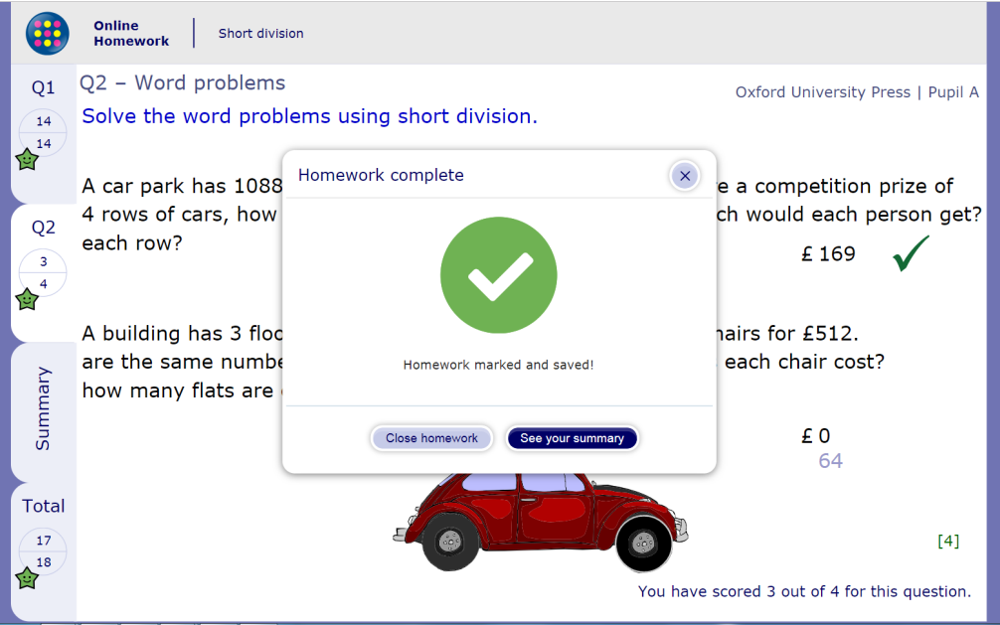 Online
Homework
Short division
Q1
14
14
Q2
3
4
Summary
Total
17
18
Q2 – Word problems
Oxford University Press | Pupil A
Solve the word problems using short division.
A car park has 1088
4 rows of cars, how
each row?
e a competition prize of
ch would each person get?
£ 169
A building has 3 floo
are the same numbe
how many flats are
airs for £512.
each chair cost?
£ 0
64
Homework complete
Homework marked and saved!
Close homework
See your summary
[4]
You have scored 3 out of 4 for this question.